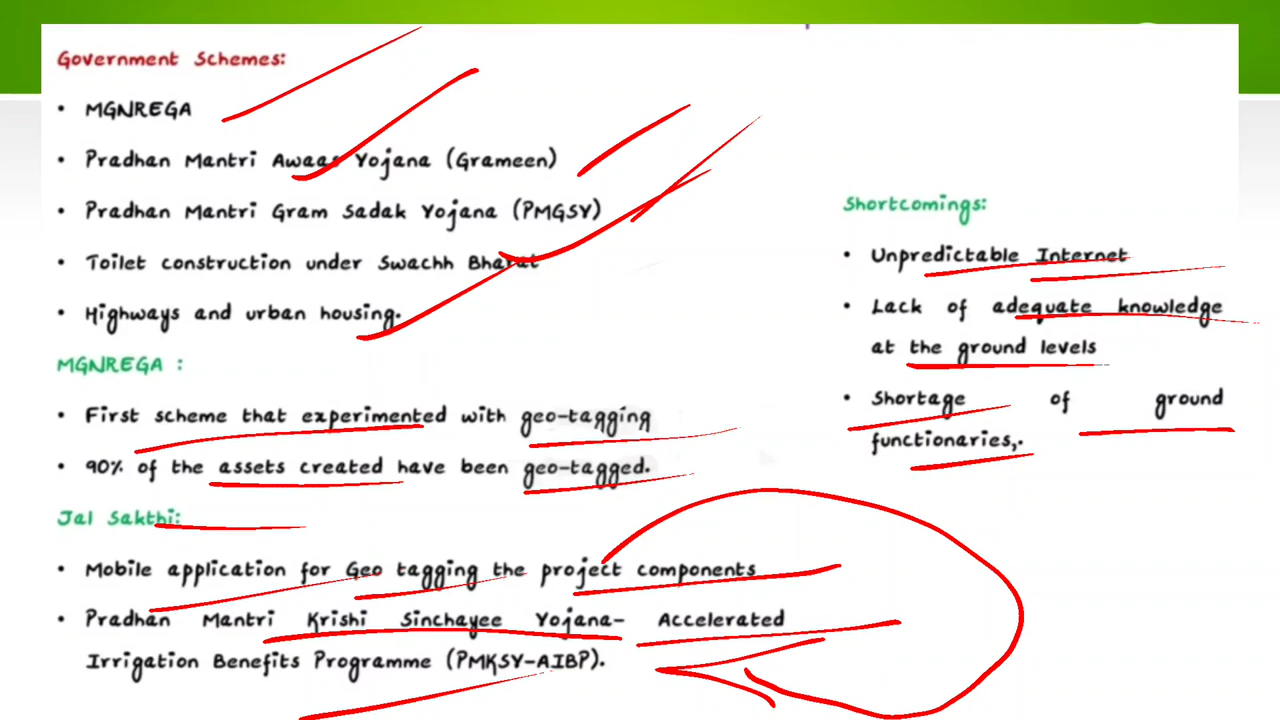 Government Schemes:
• MGNREGA
• Pradhan Mantri Awaas Yojana (Grameen)
• Pradhan Mantri Gram Sadak Yojana (PMGSY)
• Toilet construction under Swachh Bharat
• Highways and urban housing.
MGNREGA :
• First scheme that experimented with geo-tagging
• 90% of the assets created have been geo-tagged.
Jal Sakthi:
• Mobile application for Geo tagging the project components
• Pradhan Mantri Krishi Sinchayee Yojana- Accelerated
Irrigation Benefits Programme (PMKSY-AIBP).
Shortcomings:
• Unpredictable Internet
• Lack of adequate knowledge
at the ground levels
• Shortage of ground
functionaries,.